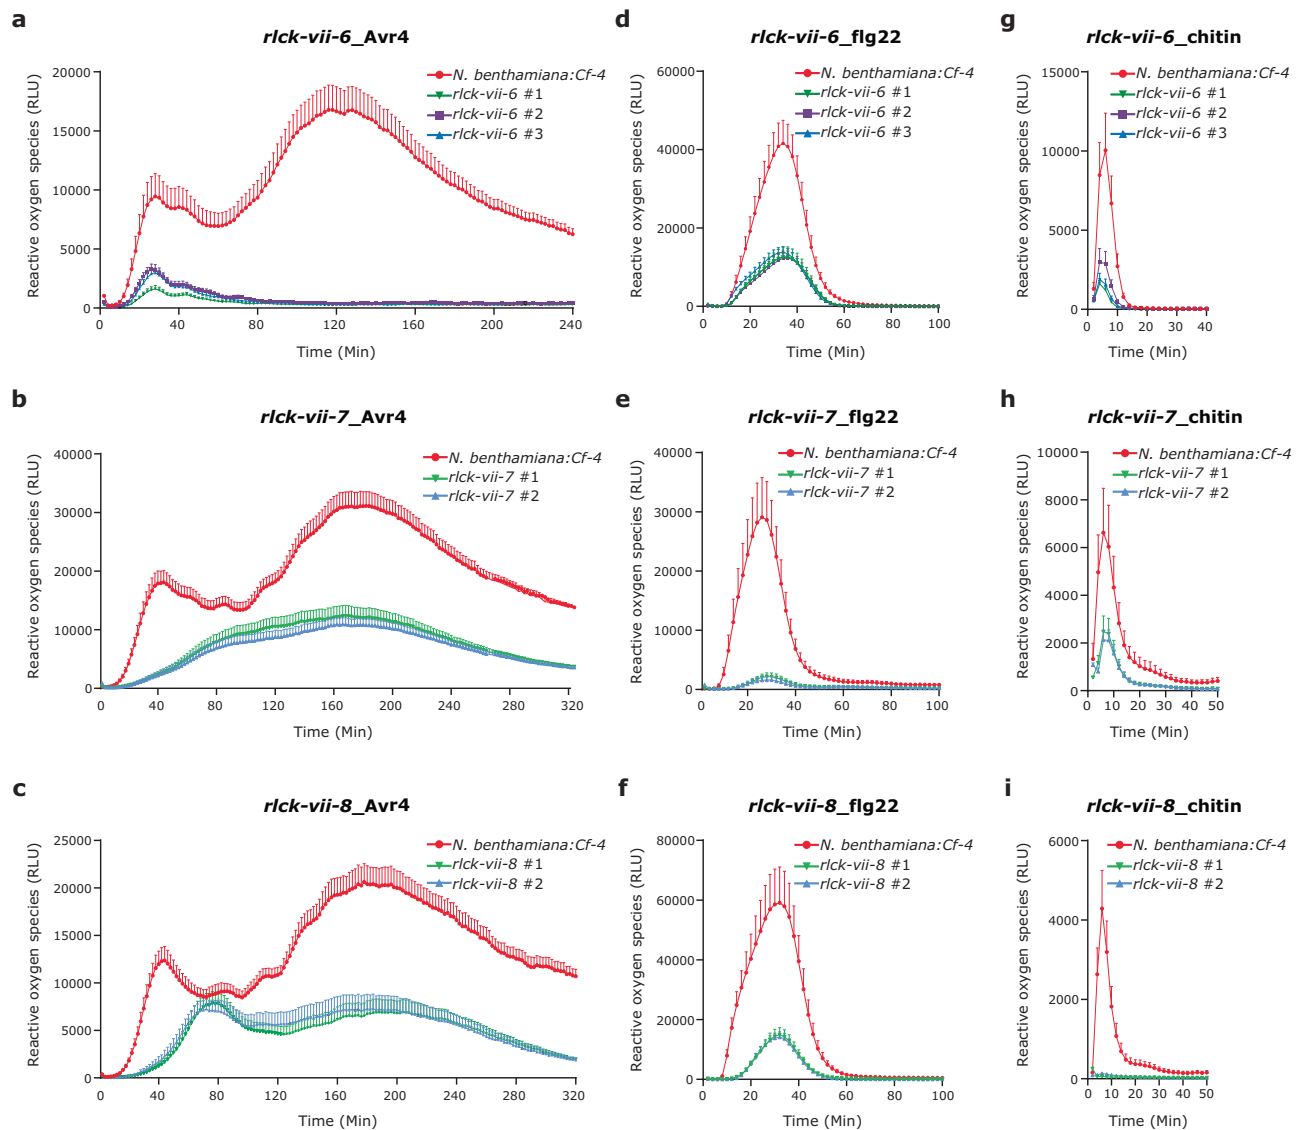 a
rlck-vii-6_Avr4
Reactive oxygen species (RLU)
20000
15000
10000
5000
0
0 40 80 120 160 200 240
Time (Min)
N. benthamiana:Cf-4
rlck-vii-6 #1
rlck-vii-6 #2
rlck-vii-6 #3
d
rlck-vii-6_flg22
Reactive oxygen species (RLU)
60000
40000
20000
0
0 20 40 60 80 100
Time (Min)
N. benthamiana:Cf-4
rlck-vii-6 #1
rlck-vii-6 #2
rlck-vii-6 #3
g
rlck-vii-6_chitin
Reactive oxygen species (RLU)
15000
10000
5000
0
0 10 20 30 40
Time (Min)
N. benthamiana:Cf-4
rlck-vii-6 #1
rlck-vii-6 #2
rlck-vii-6 #3
b
rlck-vii-7_Avr4
Reactive oxygen species (RLU)
40000
30000
20000
10000
0
0 40 80 120 160 200 240 280 320
Time (Min)
N. benthamiana:Cf-4
rlck-vii-7 #1
rlck-vii-7 #2
e
rlck-vii-7_flg22
Reactive oxygen species (RLU)
40000
30000
20000
10000
0
0 20 40 60 80 100
Time (Min)
N. benthamiana:Cf-4
rlck-vii-7 #1
rlck-vii-7 #2
h
rlck-vii-7_chitin
Reactive oxygen species (RLU)
10000
8000
6000
4000
2000
0
0 10 20 30 40 50
Time (Min)
N. benthamiana:Cf-4
rlck-vii-7 #1
rlck-vii-7 #2
c
rlck-vii-8_Avr4
Reactive oxygen species (RLU)
25000
20000
15000
10000
5000
0
0 40 80 120 160 200 240 280 320
Time (Min)
N. benthamiana:Cf-4
rlck-vii-8 #1
rlck-vii-8 #2
f
rlck-vii-8_flg22
Reactive oxygen species (RLU)
80000
60000
40000
20000
0
0 20 40 60 80 100
Time (Min)
N. benthamiana:Cf-4
rlck-vii-8 #1
rlck-vii-8 #2
i
rlck-vii-8_chitin
Reactive oxygen species (RLU)
6000
4000
2000
0
0 10 20 30 40 50
Time (Min)
N. benthamiana:Cf-4
rlck-vii-8 #1
rlck-vii-8 #2